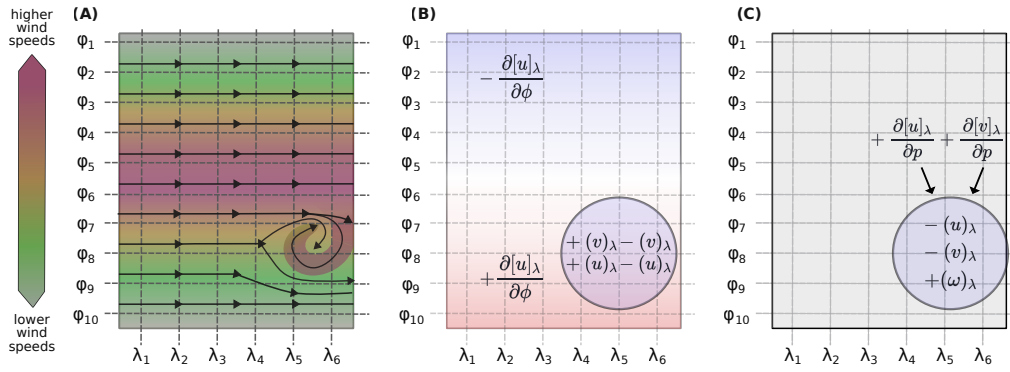 higher
wind
speeds
lower
wind
speeds
(A)
φ1
φ2
φ3
φ4
φ5
φ6
φ7
φ8
φ9
φ10
λ1 λ2 λ3 λ4 λ5 λ6
(B)
φ1
φ2
φ3
φ4
φ5
φ6
φ7
φ8
φ9
φ10
− ∂[u]λ / ∂ϕ
+ ∂[u]λ / ∂ϕ
+ (v)λ − (v)λ
+ (u)λ − (u)λ
λ1 λ2 λ3 λ4 λ5 λ6
(C)
φ1
φ2
φ3
φ4
φ5
φ6
φ7
φ8
φ9
φ10
+ ∂[u]λ / ∂p + ∂[v]λ / ∂p
− (u)λ
− (v)λ
+(ω)λ
λ1 λ2 λ3 λ4 λ5 λ6